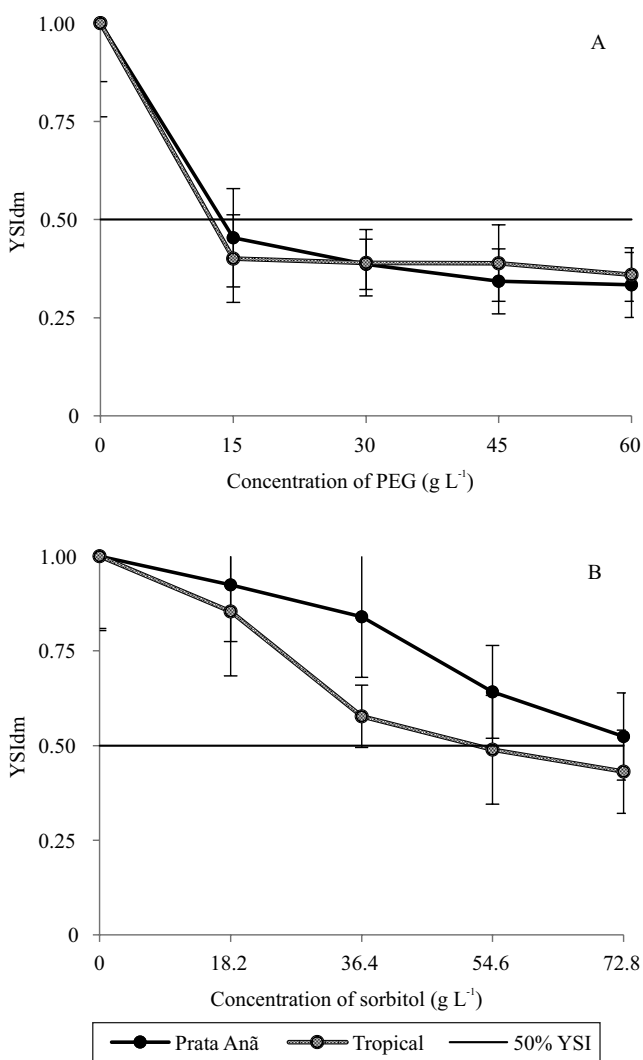 1.00
A
0.75
YSIdm
0.50
0.25
0
0 15 30 45 60
Concentration of PEG (g L-1)
1.00
B
0.75
YSIdm
0.50
0.25
0
0 18.2 36.4 54.6 72.8
Concentration of sorbitol (g L-1)
Prata Anã Tropical 50% YSI